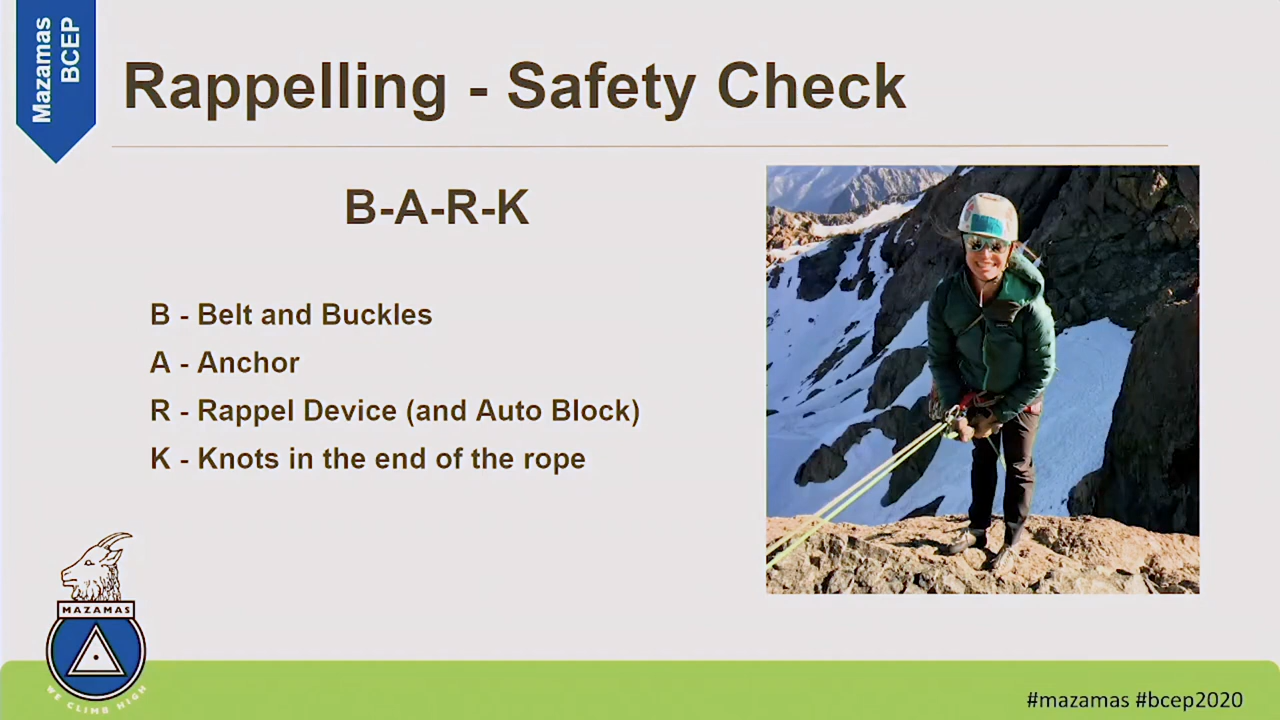 Mazamas
BCEP
Rappelling - Safety Check
B-A-R-K
B - Belt and Buckles
A - Anchor
R - Rappel Device (and Auto Block)
K - Knots in the end of the rope
MAZAMAS
WE CLIMB HIGH
#mazamas #bcep2020